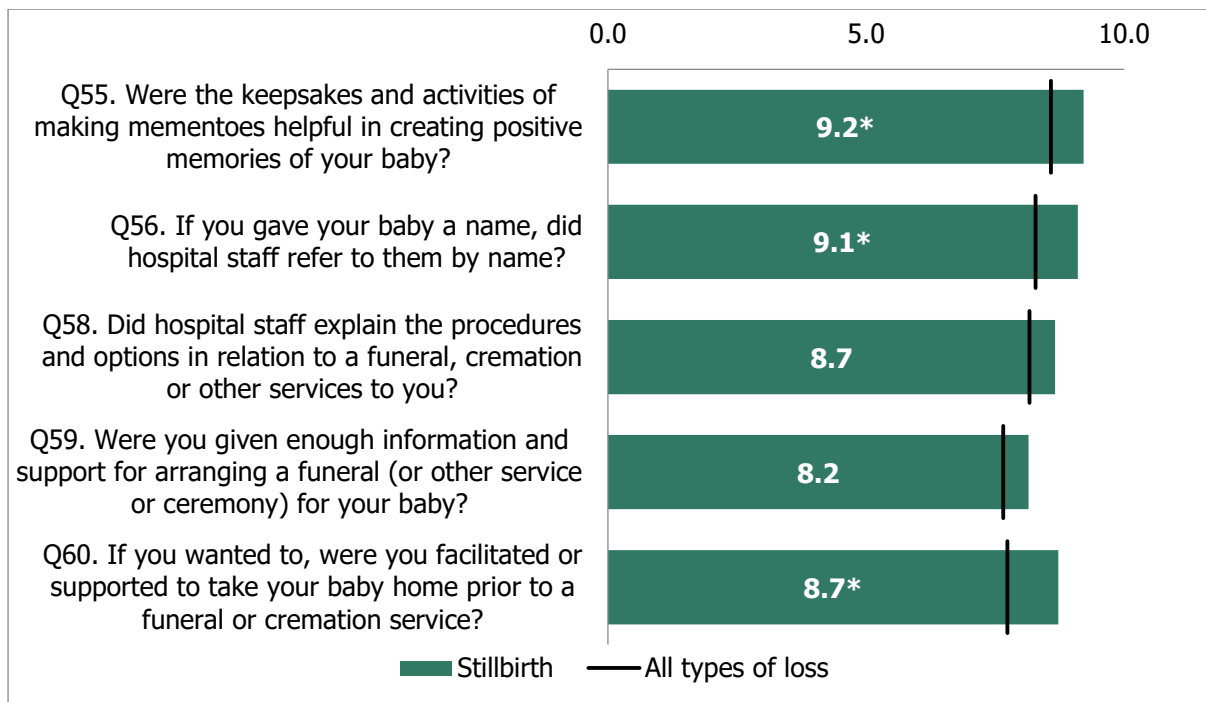 0.0 5.0 10.0
Q55. Were the keepsakes and activities of
making mementoes helpful in creating positive
memories of your baby?
9.2*
Q56. If you gave your baby a name, did
hospital staff refer to them by name?
9.1*
Q58. Did hospital staff explain the procedures
and options in relation to a funeral, cremation
or other services to you?
8.7
Q59. Were you given enough information and
support for arranging a funeral (or other service
or ceremony) for your baby?
8.2
Q60. If you wanted to, were you facilitated or
supported to take your baby home prior to a
funeral or cremation service?
8.7*
Stillbirth All types of loss